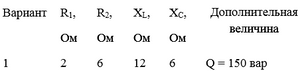 Вариант R1, R2, XL, XC, Дополнительная
Ом Ом Ом Ом величина
1 2 6 12 6 Q = 150 вар